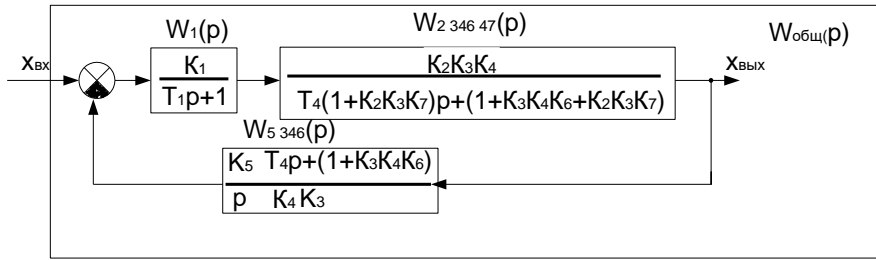 W1(p)
W2 346 47(p)
Wобщ(p)
xвх
K1
T1p+1
K2K3K4
T4(1+K2K3K7)p+(1+K3K4K6+K2K3K7)
xвых
W5 346(p)
K5 T4p+(1+K3K4K6)
p K4K3